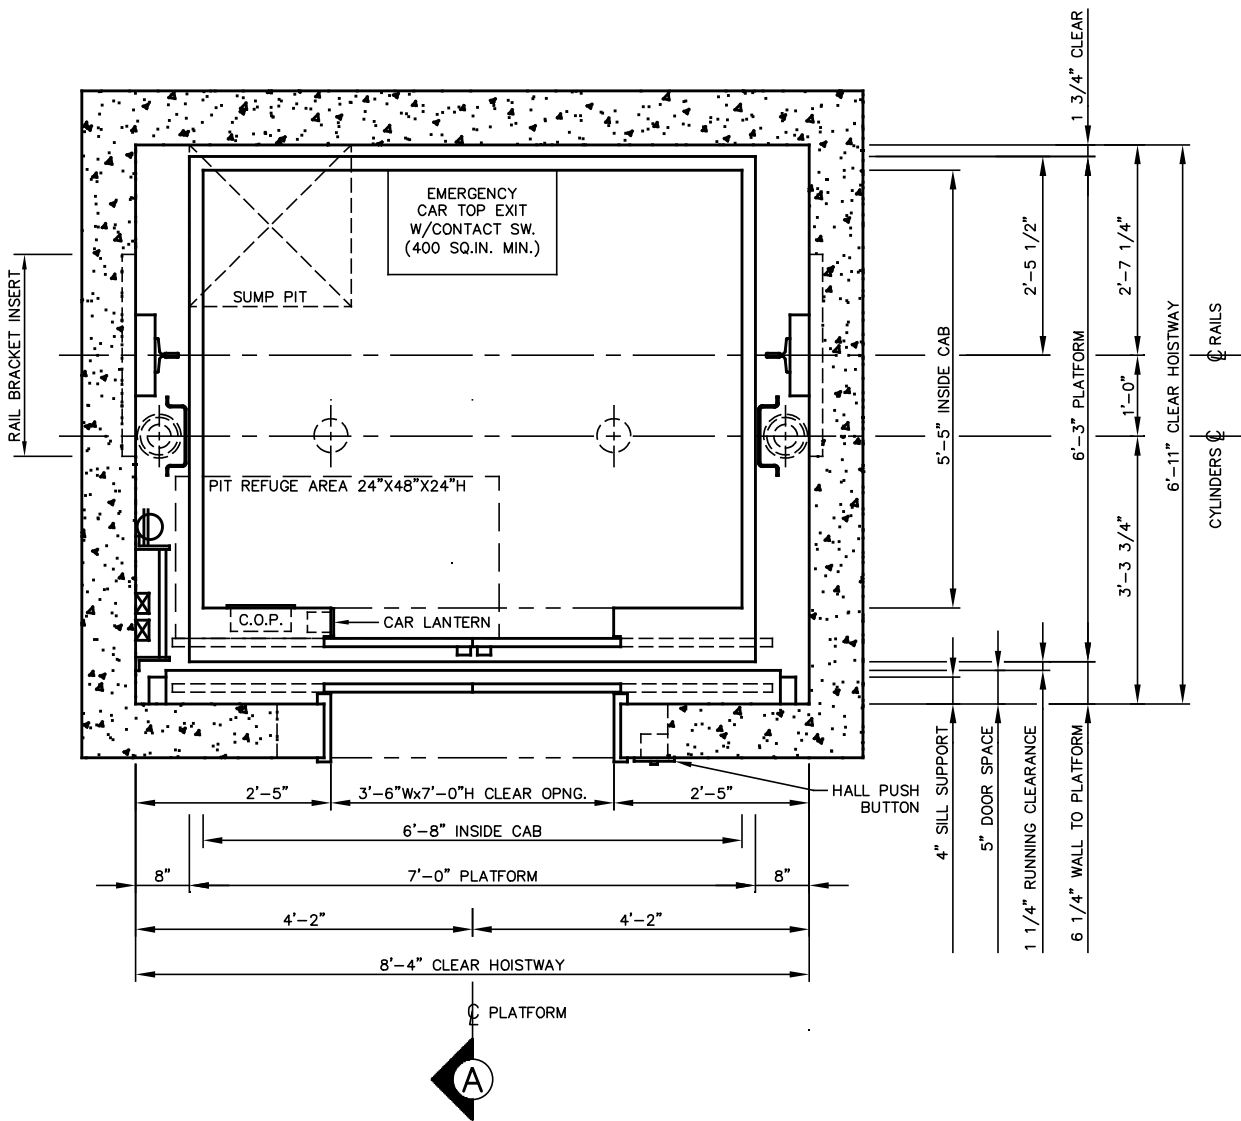 1 3/4" CLEAR
EMERGENCY
CAR TOP EXIT
W/CONTACT SW.
(400 SQ.IN. MIN.)
SUMP PIT
RAIL BRACKET INSERT
2'-5 1/2"
2'-7 1/4"
℄ RAILS
5'-5" INSIDE CAB
6'-3" PLATFORM
1'-0"
6'-11" CLEAR HOISTWAY
CYLINDERS ℄
PIT REFUGE AREA 24"X48"X24"H
3'-3 3/4"
C.O.P.
CAR LANTERN
4" SILL SUPPORT
5" DOOR SPACE
1 1/4" RUNNING CLEARANCE
6 1/4" WALL TO PLATFORM
2'-5"
3'-6"Wx7'-0"H CLEAR OPNG.
2'-5"
HALL PUSH
BUTTON
6'-8" INSIDE CAB
8"
7'-0" PLATFORM
8"
4'-2"
4'-2"
8'-4" CLEAR HOISTWAY
℄ PLATFORM
A